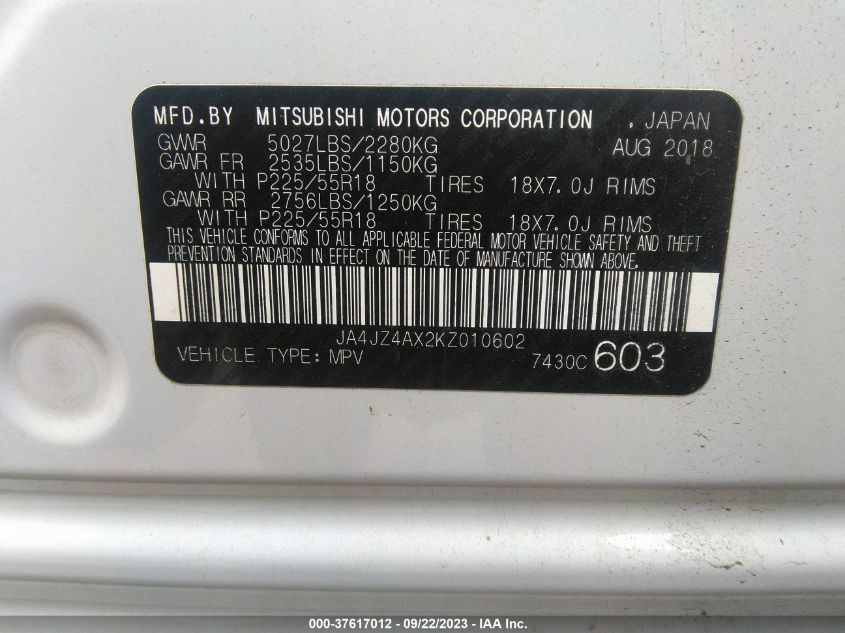 MFD.BY MITSUBISHI MOTORS CORPORATION , JAPAN
GVWR 5027LBS/2280KG AUG 2018
GAWR FR 2535LBS/1150KG
WITH P225/55R18 TIRES 18X7.0J RIMS
GAWR RR 2756LBS/1250KG
WITH P225/55R18 TIRES 18X7.0J RIMS
THIS VEHICLE CONFORMS TO ALL APPLICABLE FEDERAL MOTOR VEHICLE SAFETY AND THEFT
PREVENTION STANDARDS IN EFFECT ON THE DATE OF MANUFACTURE SHOWN ABOVE.
JA4JZ4AX2KZ010602
VEHICLE TYPE: MPV 7430C 603
000-37617012 - 09/22/2023 - IAA Inc.